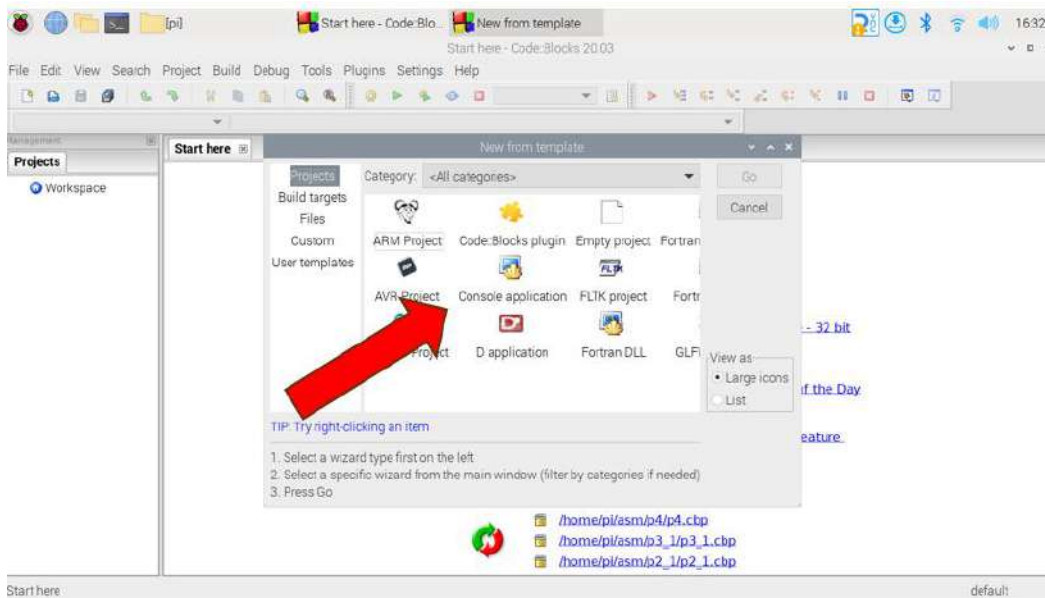 [pi]
Start here - Code::Blo..
New from template
16:32
Start here - Code::Blocks 20.03
File Edit View Search Project Build Debug Tools Plugins Settings Help
Management
Projects
Workspace
Start here
New from template
Projects
Build targets
Files
Custom
User templates
Category: <All categories>
Go
Cancel
ARM Project Code::Blocks plugin Empty project Fortran
AVR Project Console application FLTK project Fortr
Project D application Fortran DLL GLF
View as
Large icons
List
TIP: Try right-clicking an item
1. Select a wizard type first on the left
2. Select a specific wizard from the main window (filter by categories if needed)
3. Press Go
- 32 bit
f the Day
eature
/home/pi/asm/p4/p4.cbp
/home/pi/asm/p3_1/p3_1.cbp
/home/pi/asm/p2_1/p2_1.cbp
Start here
default